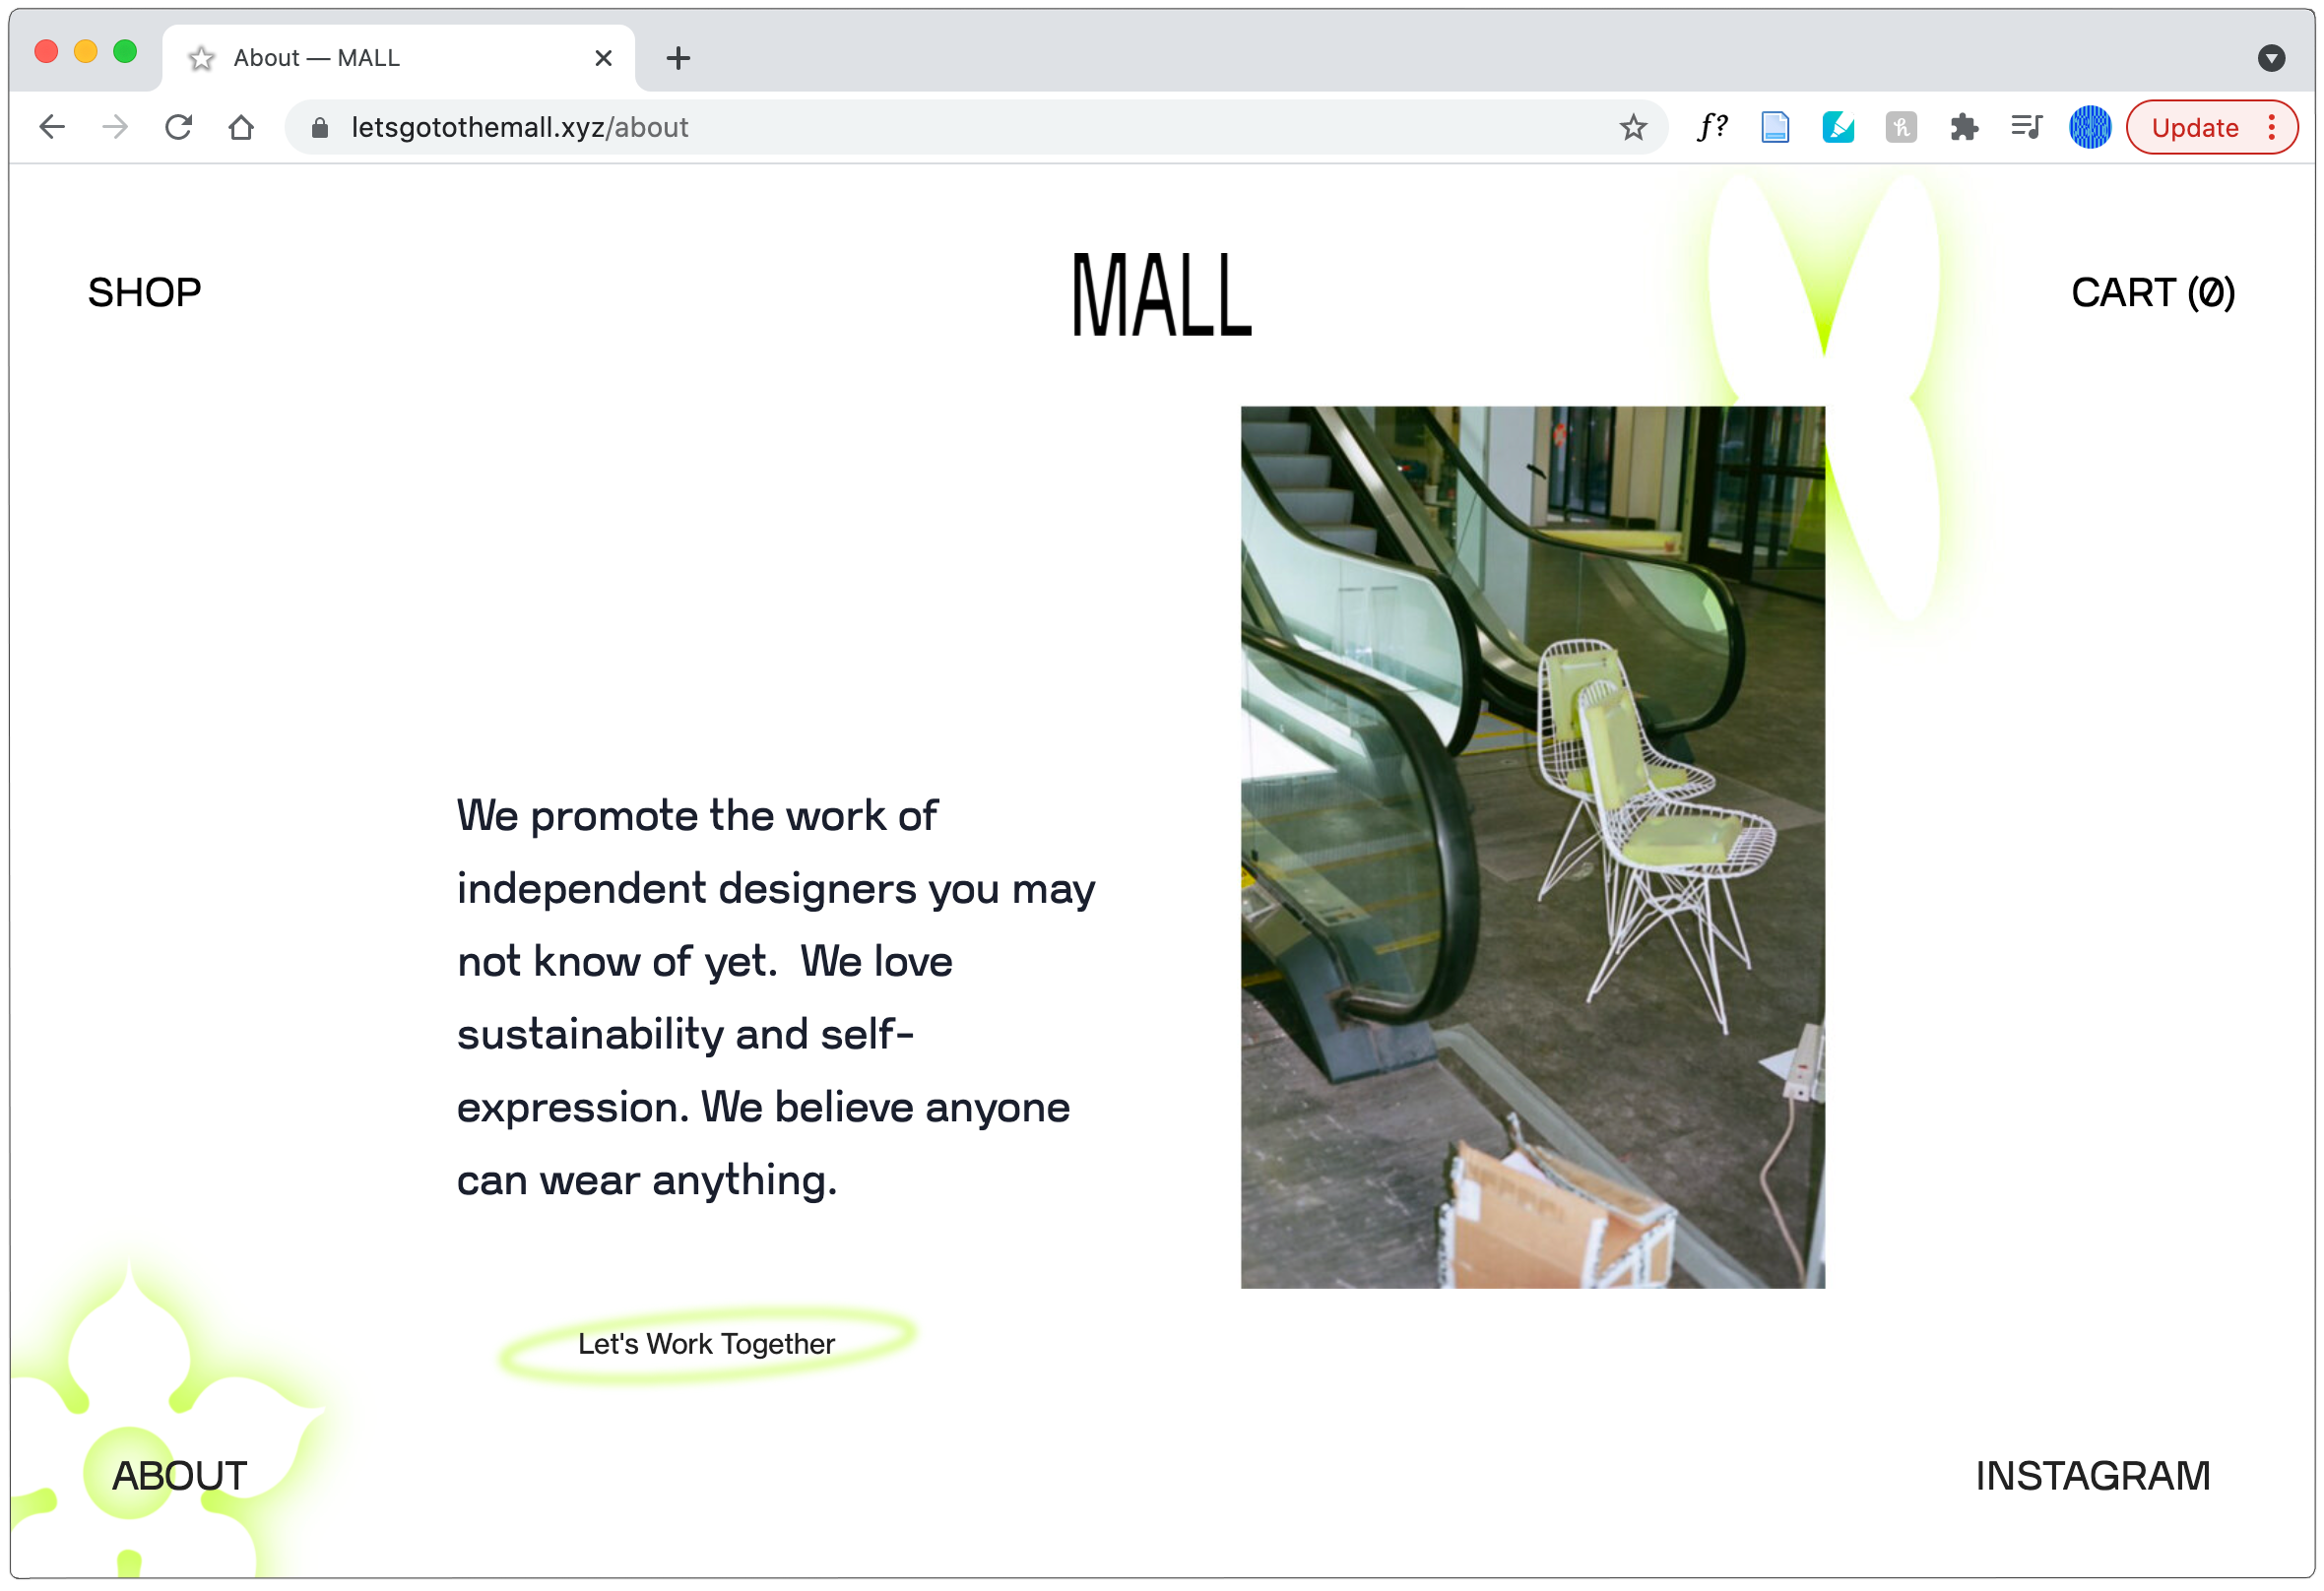 About — MALL
letsgotothemall.xyz/about
f?
Update
SHOP
MALL
CART (0)
We promote the work of
independent designers you may
not know of yet.  We love
sustainability and self-
expression. We believe anyone
can wear anything.
Let's Work Together
ABOUT
INSTAGRAM